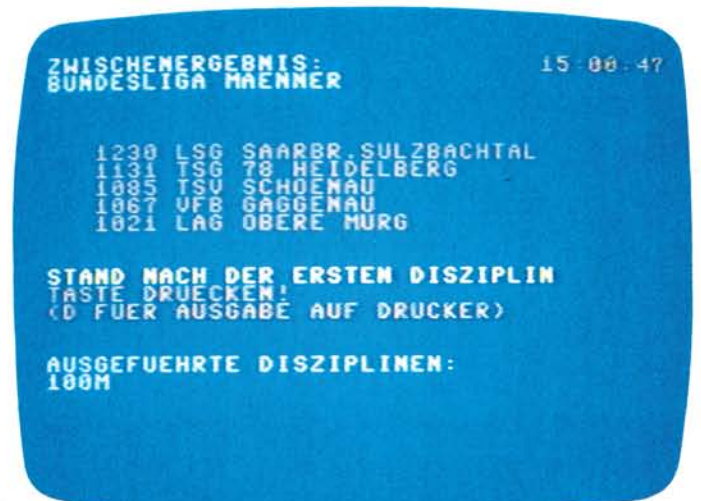 ZWISCHENERGEBNIS: 15:00:47
BUNDESLIGA MAENNER
1230 LSG SAARBR.SULZBACHTAL
1131 TSG 78 HEIDELBERG
1085 TSV SCHOENAU
1067 VFB GAGGENAU
1021 LAG OBERE MURG
STAND NACH DER ERSTEN DISZIPLIN
TASTE DRUECKEN!
(D FUER AUSGABE AUF DRUCKER)
AUSGEFUEHRTE DISZIPLINEN:
100M